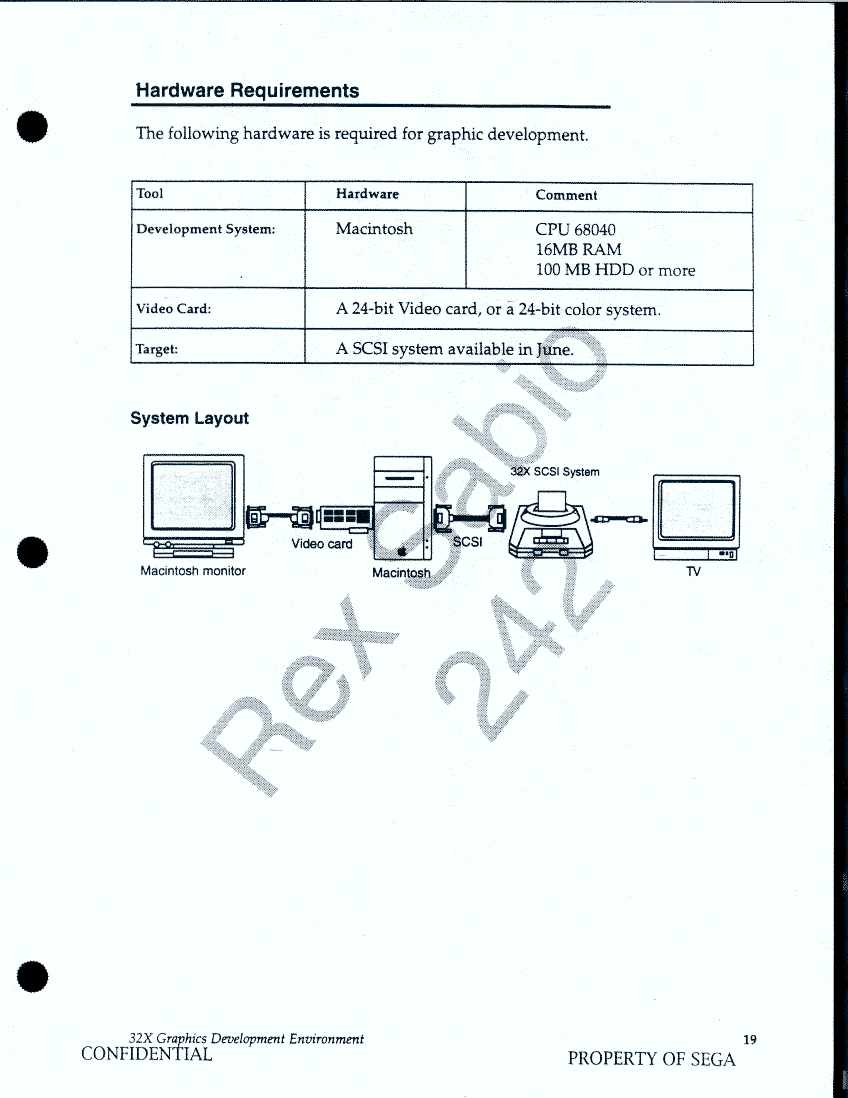 Hardware Requirements
The following hardware is required for graphic development.
Tool Hardware Comment
Development System: Macintosh CPU 68040
16MB RAM
100 MB HDD or more
Video Card: A 24-bit Video card, or a 24-bit color system.
Target: A SCSI system available in June.
System Layout
32X SCSI System
Video card SCSI
Macintosh monitor Macintosh TV
Rex Sabio
242
32X Graphics Development Environment 19
CONFIDENTIAL PROPERTY OF SEGA